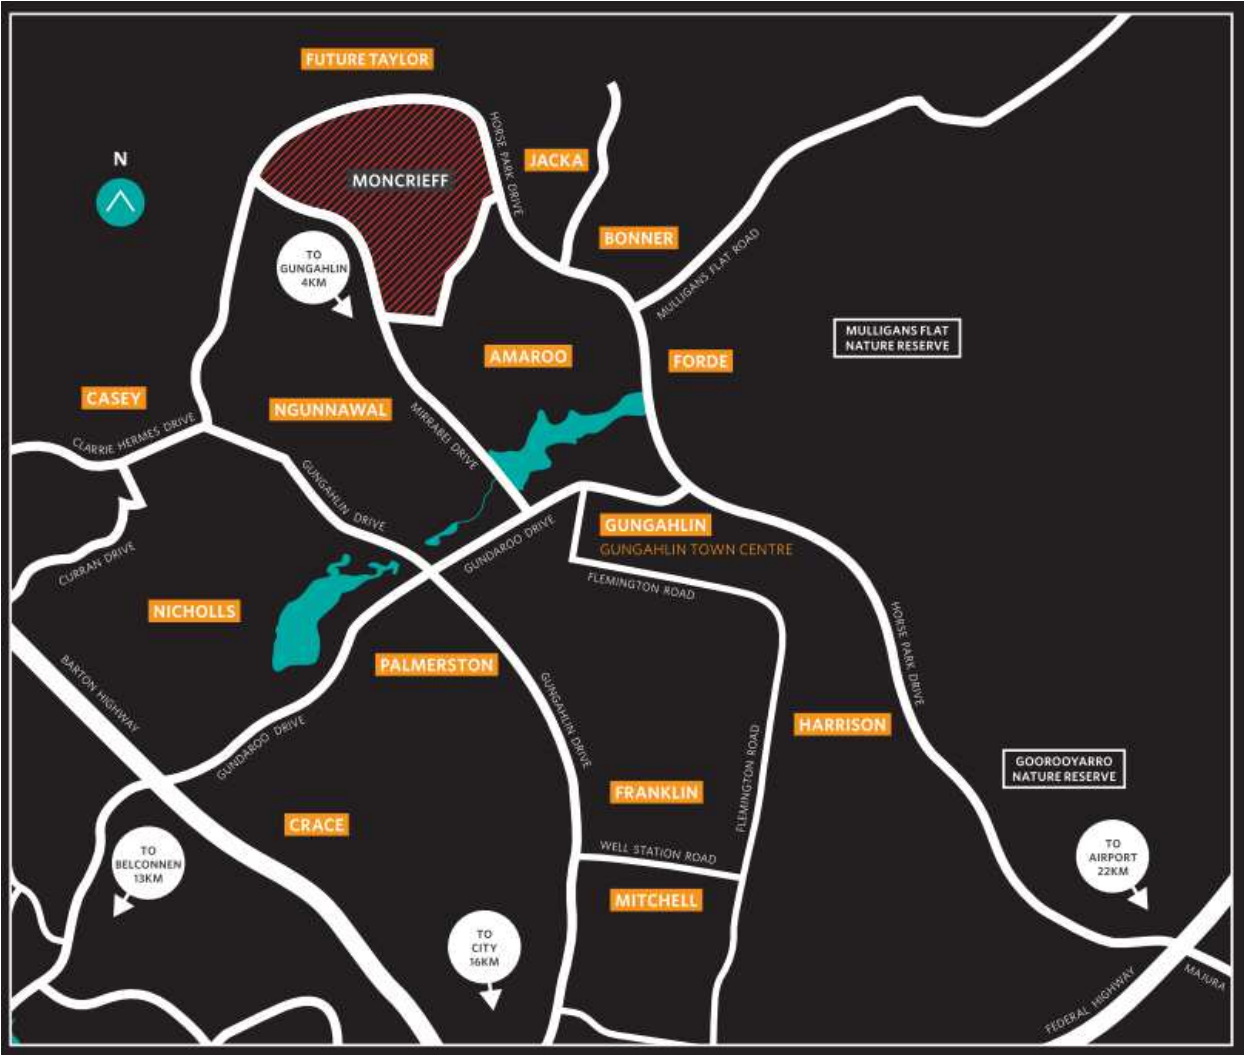 FUTURE TAYLOR
N
HORSE PARK DRIVE
JACKA
MONCRIEFF
BONNER
TO
GUNGAHLIN
4KM
MULLIGANS FLAT ROAD
MULLIGANS FLAT
NATURE RESERVE
AMAROO
FORDE
CASEY
NGUNNAWAL
CLARRIE HERMES DRIVE
MIRRABEI DRIVE
GUNGAHLIN DRIVE
GUNGAHLIN
GUNGAHLIN TOWN CENTRE
GUNDAROO DRIVE
CURRAN DRIVE
FLEMINGTON ROAD
NICHOLLS
HORSE PARK DRIVE
PALMERSTON
BARTON HIGHWAY
GUNGAHLIN DRIVE
GUNDAROO DRIVE
HARRISON
FLEMINGTON ROAD
GOOROOYARRO
NATURE RESERVE
FRANKLIN
CRACE
WELL STATION ROAD
TO
BELCONNEN
13KM
TO
AIRPORT
22KM
MITCHELL
TO
CITY
16KM
FEDERAL HIGHWAY
MAJURA